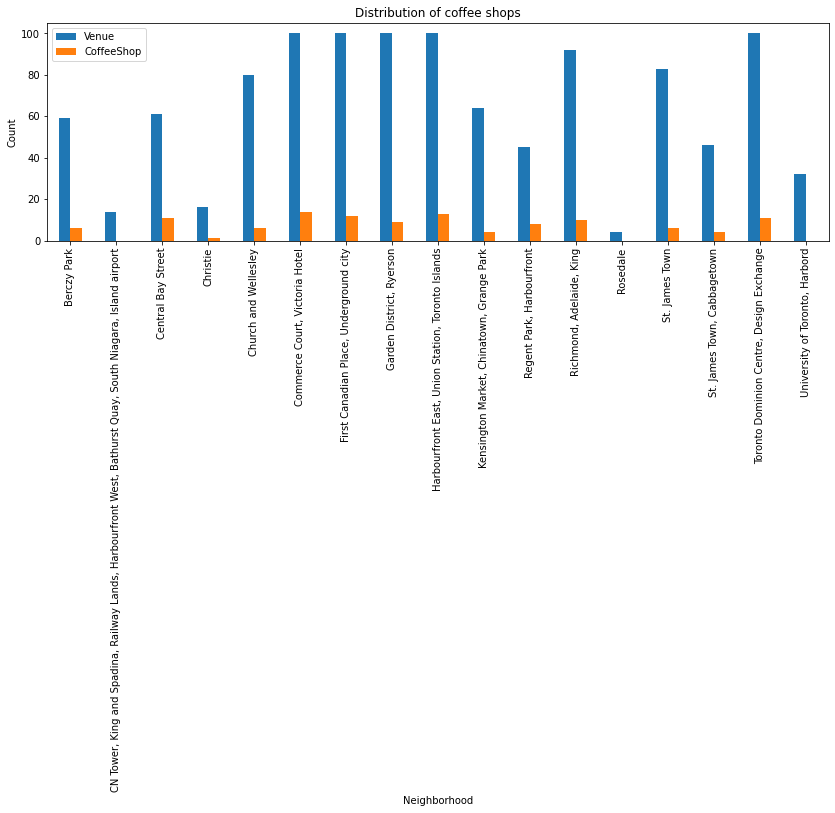 Distribution of coffee shops
Venue
CoffeeShop
Count
100
80
60
40
20
0
Berczy Park
CN Tower, King and Spadina, Railway Lands, Harbourfront West, Bathurst Quay, South Niagara, Island airport
Central Bay Street
Christie
Church and Wellesley
Commerce Court, Victoria Hotel
First Canadian Place, Underground city
Garden District, Ryerson
Harbourfront East, Union Station, Toronto Islands
Kensington Market, Chinatown, Grange Park
Regent Park, Harbourfront
Richmond, Adelaide, King
Rosedale
St. James Town
St. James Town, Cabbagetown
Toronto Dominion Centre, Design Exchange
University of Toronto, Harbord
Neighborhood